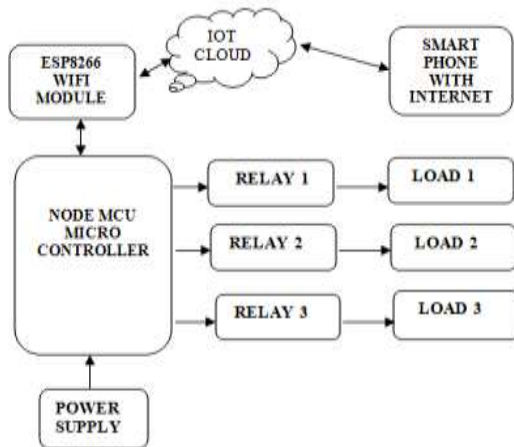 IOT
CLOUD
ESP8266
WIFI
MODULE
SMART
PHONE
WITH
INTERNET
NODE MCU
MICRO
CONTROLLER
RELAY 1
LOAD 1
RELAY 2
LOAD 2
RELAY 3
LOAD 3
POWER
SUPPLY